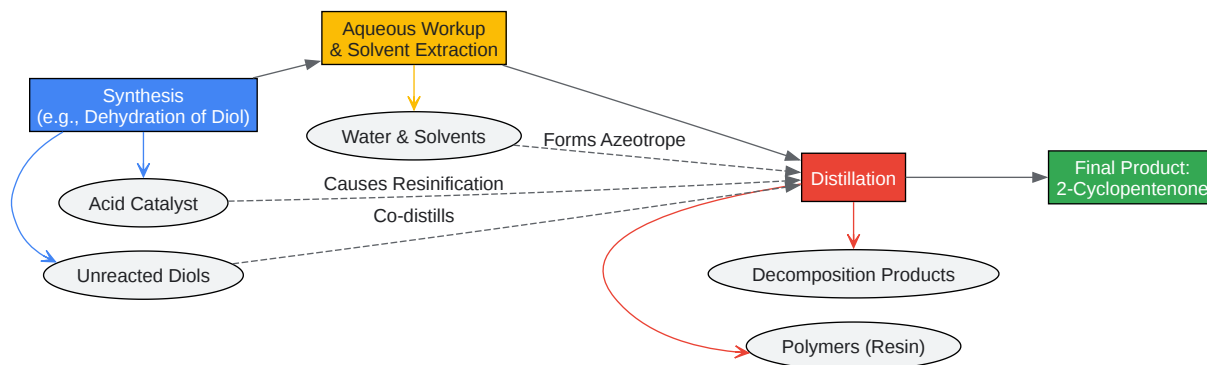 Aqueous Workup
& Solvent Extraction
Synthesis
(e.g., Dehydration of Diol)
Water & Solvents
Forms Azeotrope
Distillation
Final Product:
2-Cyclopentenone
Causes Resinification
Acid Catalyst
Co-distills
Unreacted Diols
Decomposition Products
Polymers (Resin)